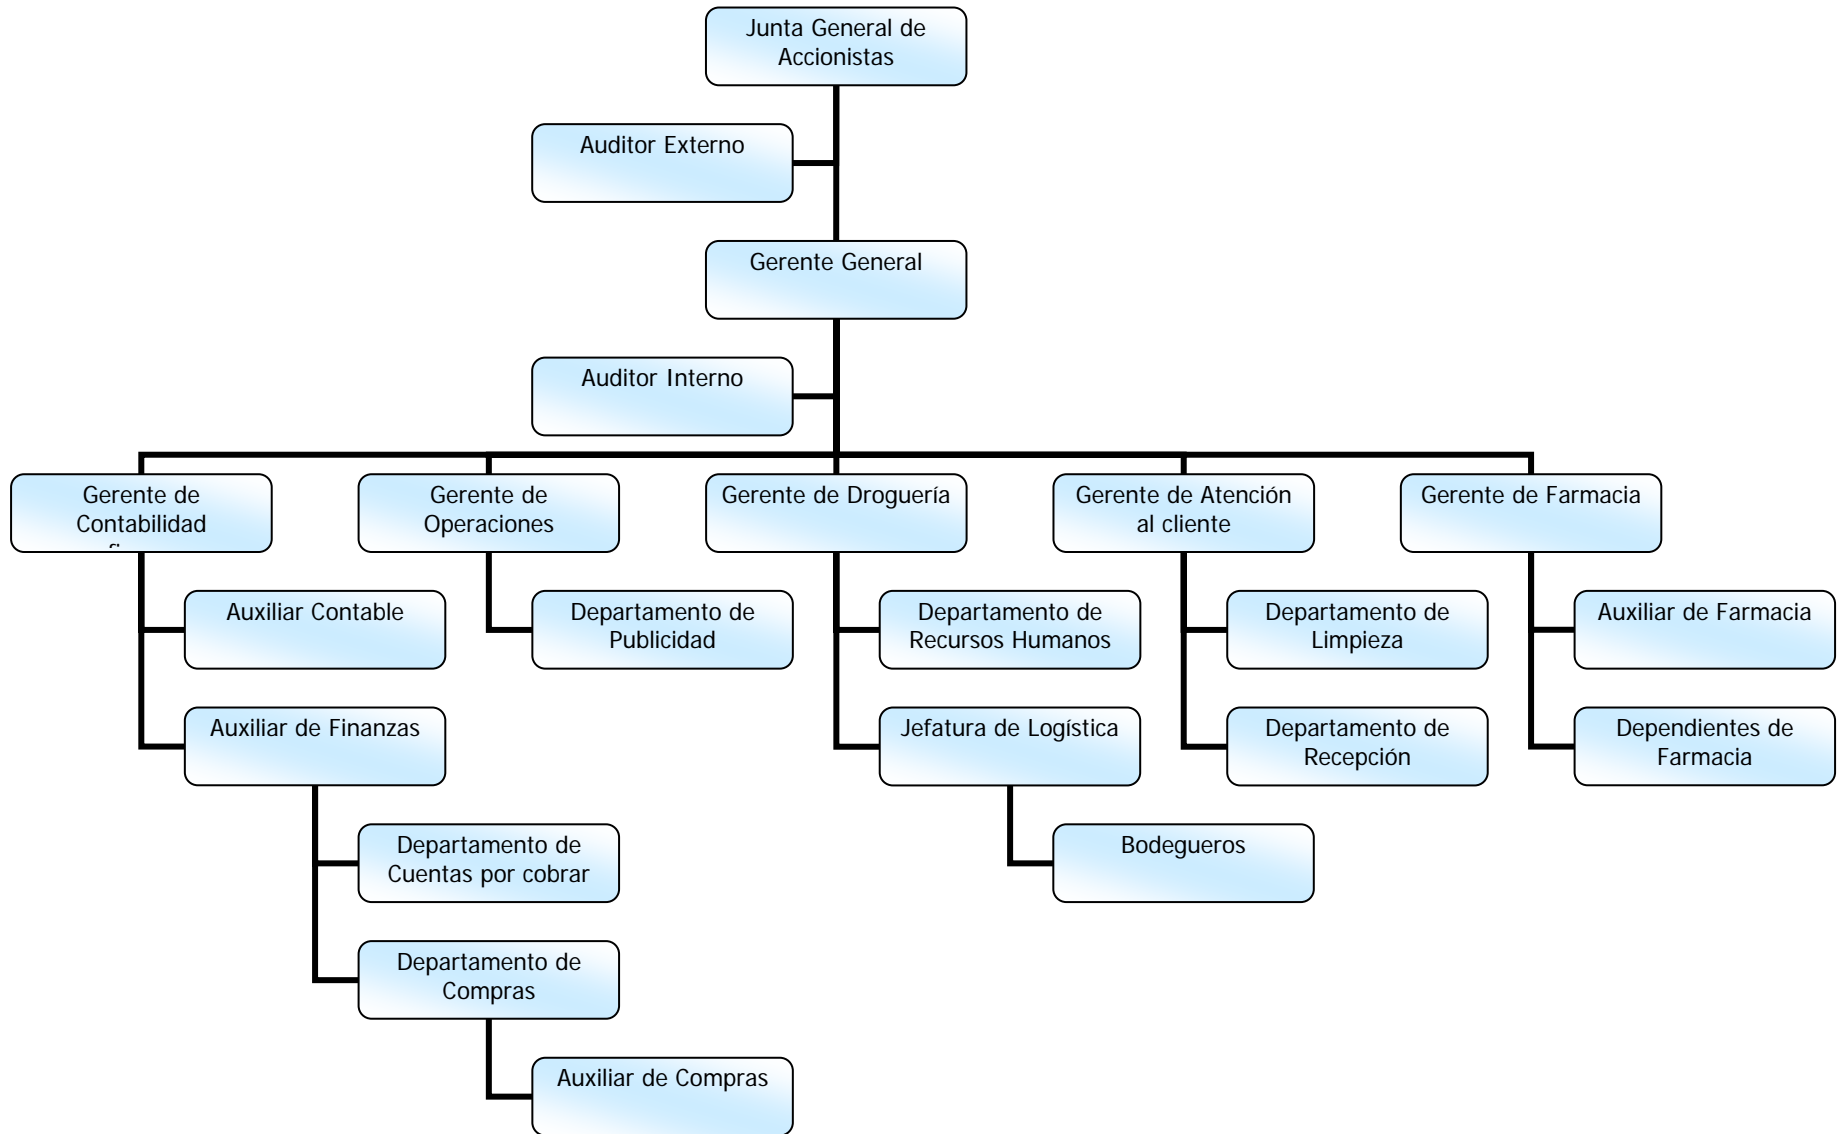 Junta General de
Accionistas
Auditor Externo
Gerente General
Auditor Interno
Gerente de
Contabilidad
Gerente de
Operaciones
Gerente de Droguería
Gerente de Atención
al cliente
Gerente de Farmacia
Auxiliar Contable
Departamento de
Publicidad
Departamento de
Recursos Humanos
Departamento de
Limpieza
Auxiliar de Farmacia
Auxiliar de Finanzas
Jefatura de Logística
Departamento de
Recepción
Dependientes de
Farmacia
Departamento de
Cuentas por cobrar
Bodegueros
Departamento de
Compras
Auxiliar de Compras